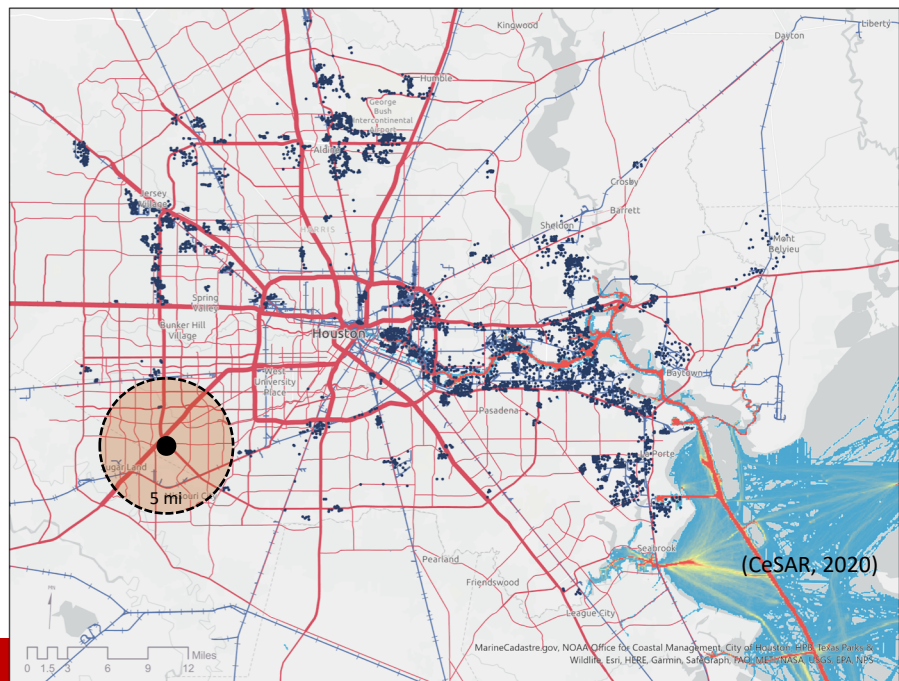 Kingwood
Liberty
Dayton
Humble
George
Bush
Intercontinental
Airport
Crosby
Jersey
Village
Barrett
Sheldon
HARRIS
Mont
Belvieu
Spring
Valley
Bunker Hill
Village
Houston
West
University
Place
Baytown
Pasadena
La Porte
5 mi
Seabrook
Pearland
(CeSAR, 2020)
Friendswood
League City
0 1.5 3 6 9 12 Miles
MarineCadastre.gov, NOAA Office for Coastal Management, City of Houston, HPB, Texas Parks &
Wildlife, Esri, HERE, Garmin, SafeGraph, FAO, METI/NASA, USGS, EPA, NPS